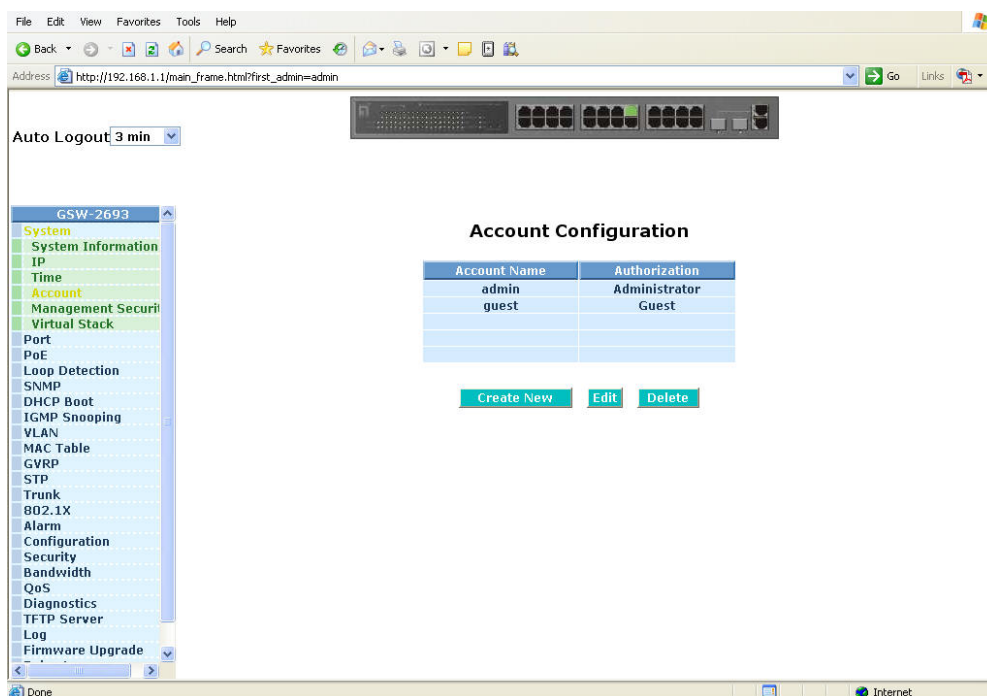 File Edit View Favorites Tools Help
Back Search Favorites
Address http://192.168.1.1/main_frame.html?first_admin=admin Go Links
Auto Logout 3 min
GSW-2693
System
System Information
IP
Time
Account
Management Securit
Virtual Stack
Port
PoE
Loop Detection
SNMP
DHCP Boot
IGMP Snooping
VLAN
MAC Table
GVRP
STP
Trunk
802.1X
Alarm
Configuration
Security
Bandwidth
QoS
Diagnostics
TFTP Server
Log
Firmware Upgrade
Account Configuration
Account Name Authorization
admin Administrator
guest Guest
Create New Edit Delete
Done Internet